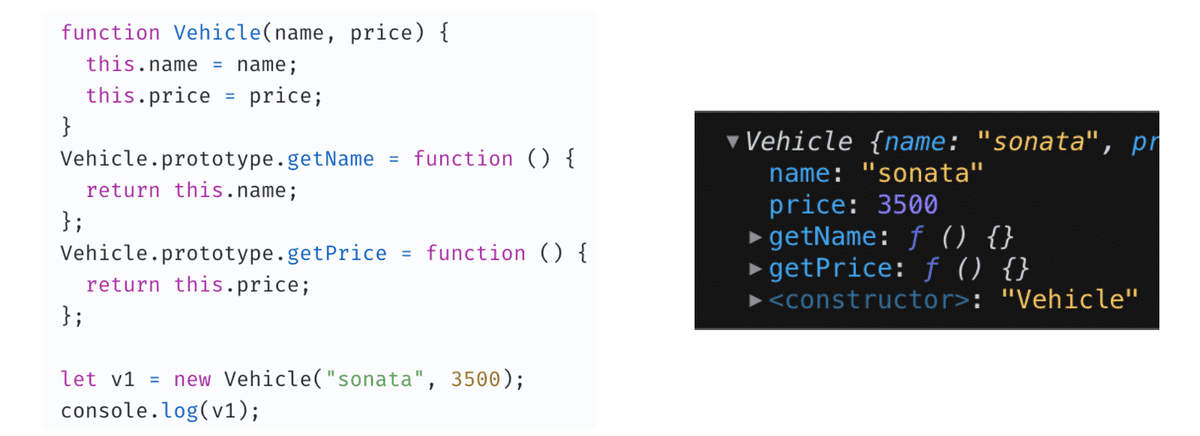 function Vehicle(name, price) {
  this.name = name;
  this.price = price;
}
Vehicle.prototype.getName = function () {
  return this.name;
};
Vehicle.prototype.getPrice = function () {
  return this.price;
};

let v1 = new Vehicle("sonata", 3500);
console.log(v1);
▼Vehicle {name: "sonata", pr
name: "sonata"
price: 3500
▶getName: ƒ () {}
▶getPrice: ƒ () {}
▶<constructor>: "Vehicle"